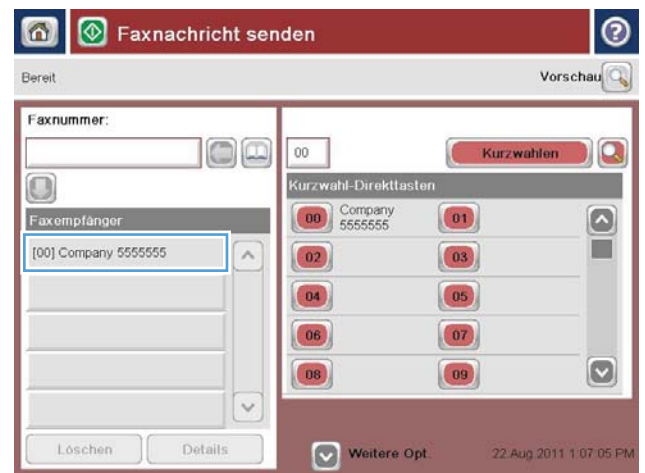 Faxnachricht senden
Bereit
Vorschau
Faxnummer:
00
Kurzwahlen
Kurzwahl-Direkttasten
Faxempfänger
[00] Company 5555555
00 Company 5555555
01
02
03
04
05
06
07
08
09
Löschen
Details
Weitere Opt.
22.Aug.2011 1:07:05 PM